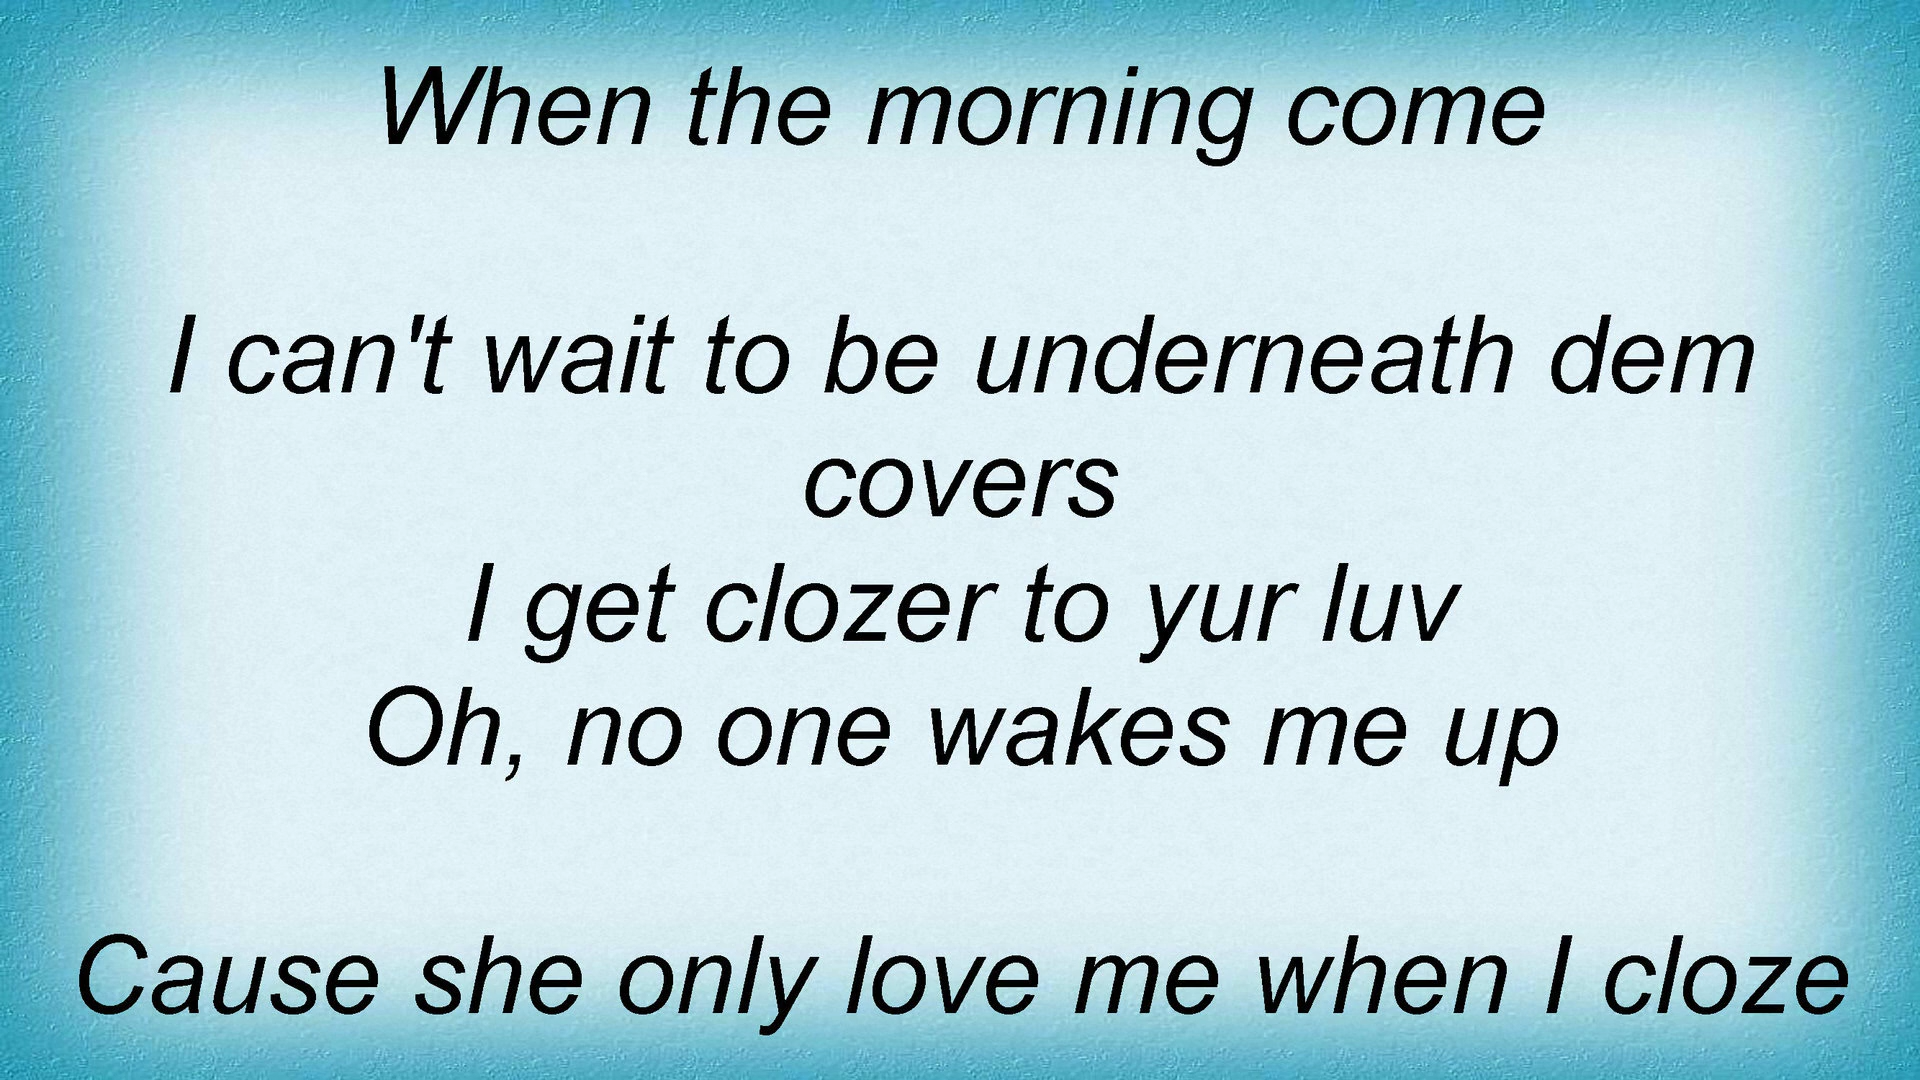 When the morning come
I can't wait to be underneath dem
covers
I get clozer to yur luv
Oh, no one wakes me up
Cause she only love me when I cloze